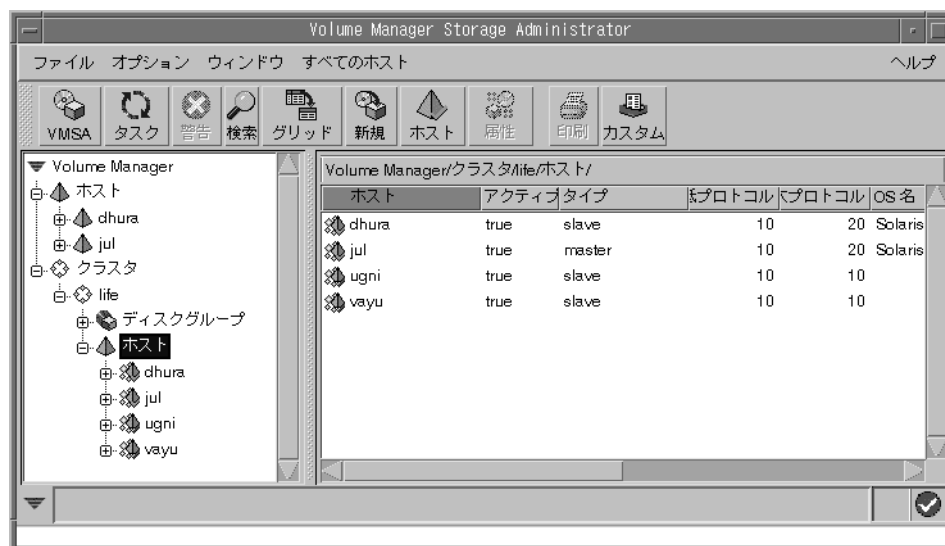 Volume Manager Storage Administrator
ファイル オプション ウィンドウ すべてのホスト ヘルプ
VMSA タスク 警告 検索 グリッド 新規 ホスト 属性 印刷 カスタム
Volume Manager
ホスト
dhura
jul
クラスタ
life
ディスクグループ
ホスト
dhura
jul
ugni
vayu
Volume Manager/クラスタ/life/ホスト/
ホスト アクティブ タイプ プロトコル プロトコル OS 名
dhura true slave 10 20 Solaris
jul true master 10 20 Solaris
ugni true slave 10 10
vayu true slave 10 10